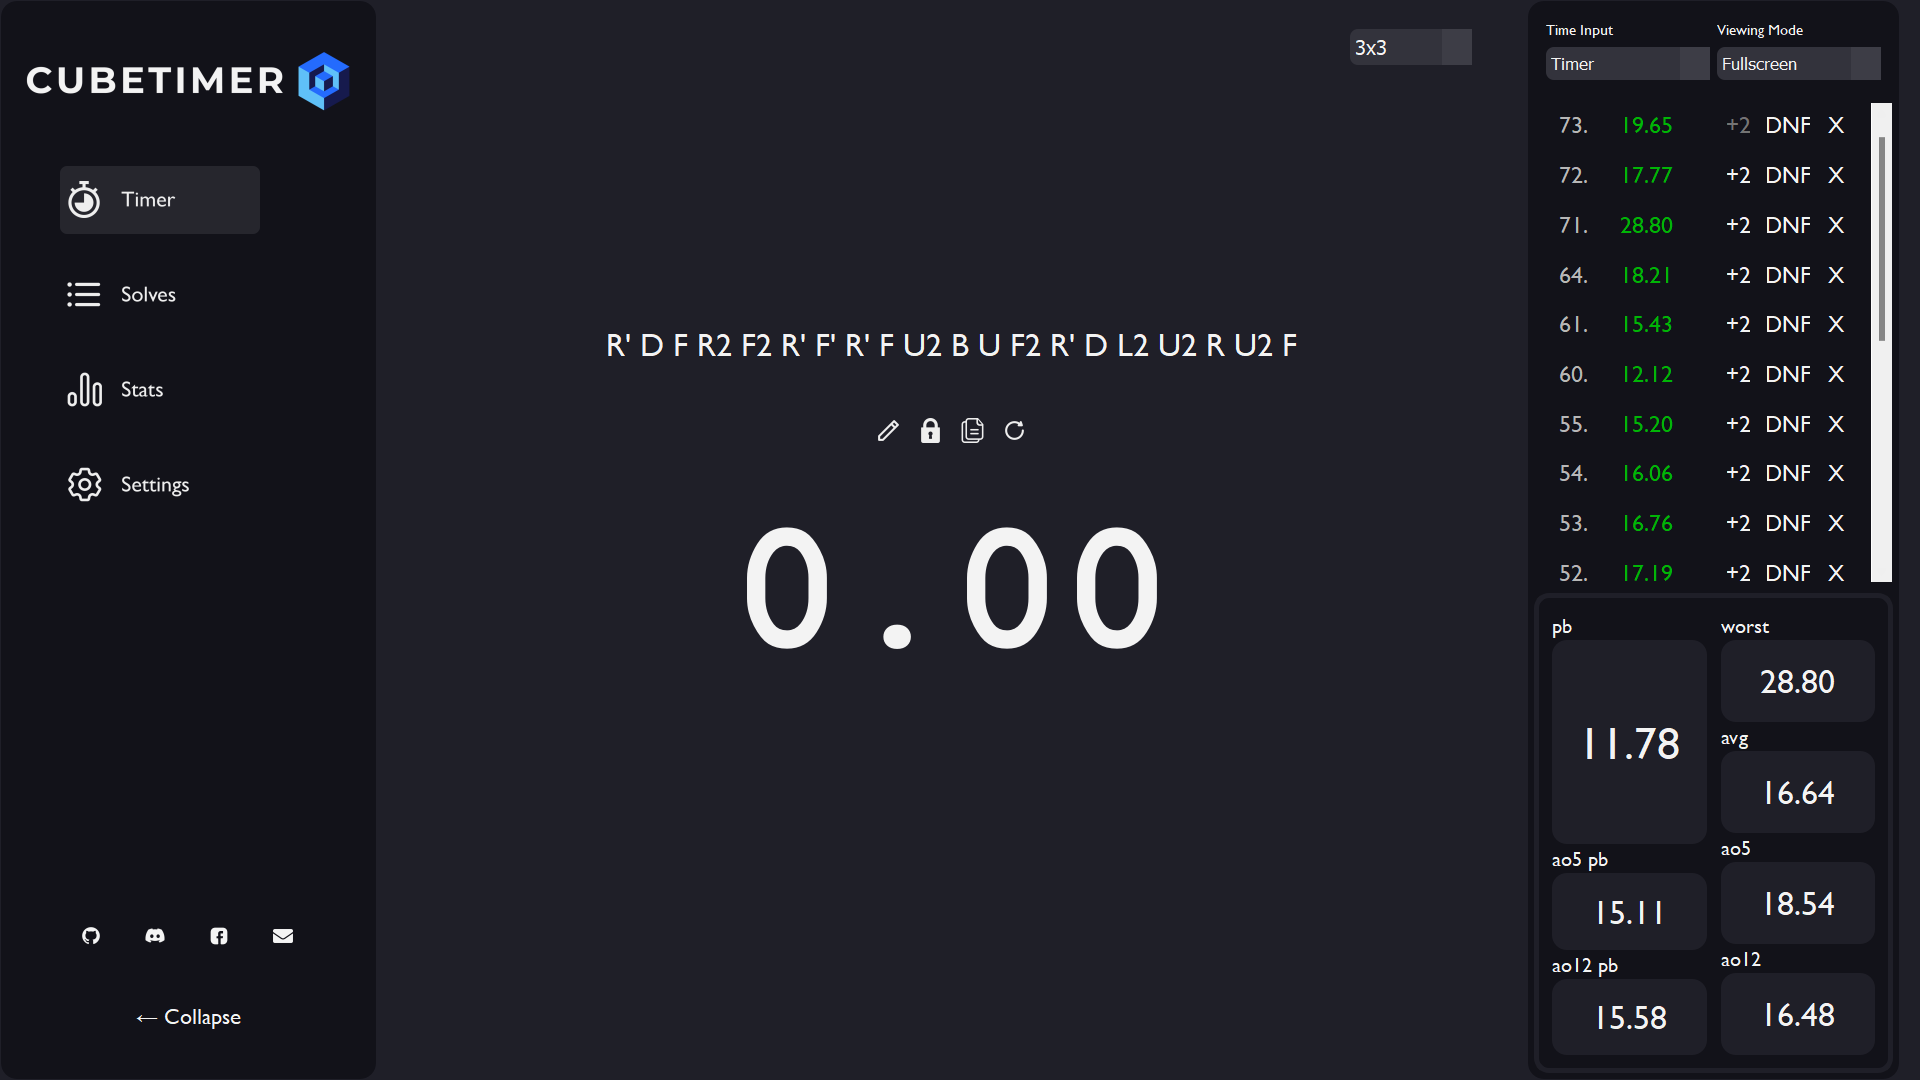 CUBETIMER
Timer
Solves
Stats
Settings
← Collapse
3x3
R' D F R2 F2 R' F' R' F U2 B U F2 R' D L2 U2 R U2 F
0.00
Time Input
Viewing Mode
Timer
Fullscreen
73. 19.65 +2 DNF X
72. 17.77 +2 DNF X
71. 28.80 +2 DNF X
64. 18.21 +2 DNF X
61. 15.43 +2 DNF X
60. 12.12 +2 DNF X
55. 15.20 +2 DNF X
54. 16.06 +2 DNF X
53. 16.76 +2 DNF X
52. 17.19 +2 DNF X
pb
11.78
worst
28.80
avg
16.64
ao5 pb
15.11
ao5
18.54
ao12 pb
15.58
ao12
16.48